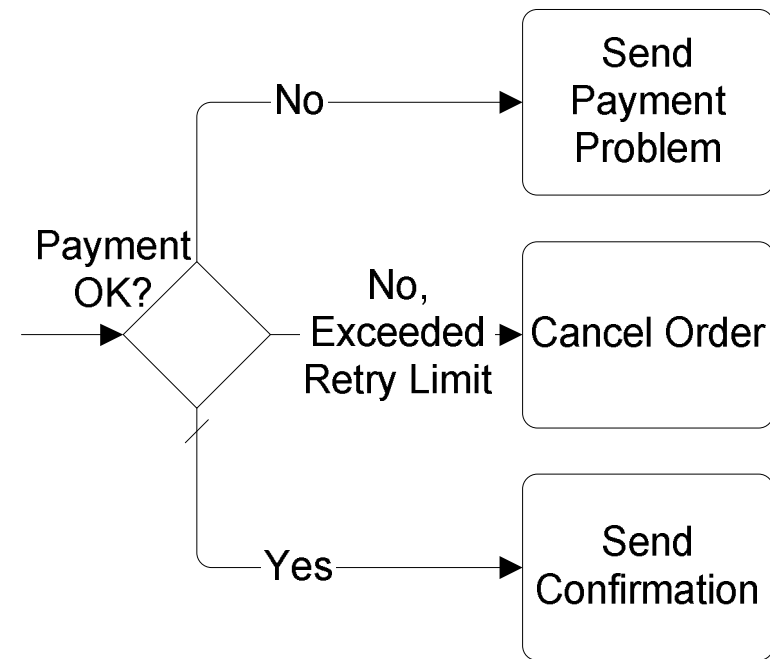 No
Send
Payment
Problem
Payment
OK?
No,
Exceeded
Retry Limit
Cancel Order
Yes
Send
Confirmation